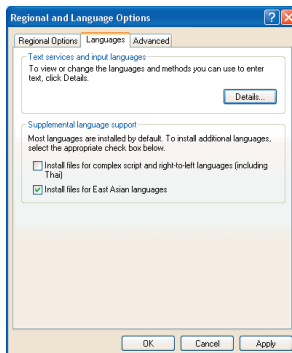 Regional and Language Options
Regional Options Languages Advanced
Text services and input languages
To view or change the languages and methods you can use to enter
text, click Details.
Details...
Supplemental language support
Most languages are installed by default. To install additional languages,
select the appropriate check box below.
Install files for complex script and right-to-left languages (including
Thai)
Install files for East Asian languages
OK Cancel Apply